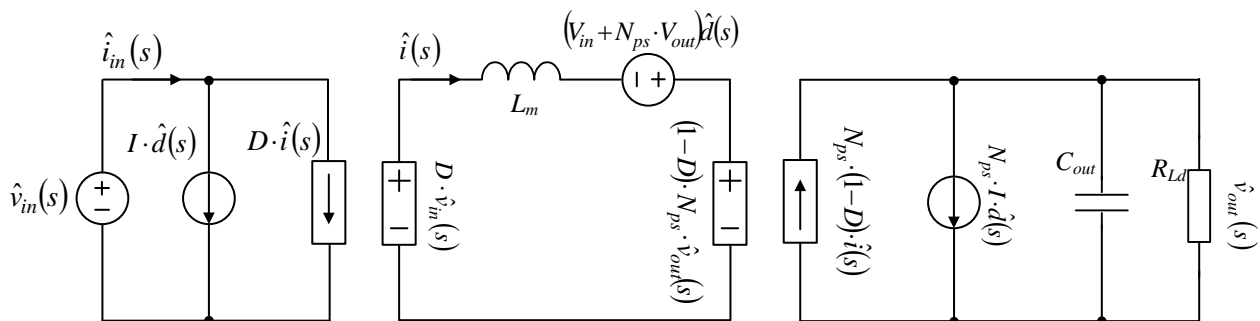 î_in(s)
I·d̂(s)
D·î(s)
v̂_in(s)
+
−
î(s)
L_m
(V_in+N_ps·V_out)d̂(s)
− +
+
−
D·v̂_in(s)
(1−D)·N_ps·v̂_out(s)
+
−
N_ps·(1−D)·î(s)
N_ps·I·d̂(s)
C_out
R_Ld
v̂_out(s)